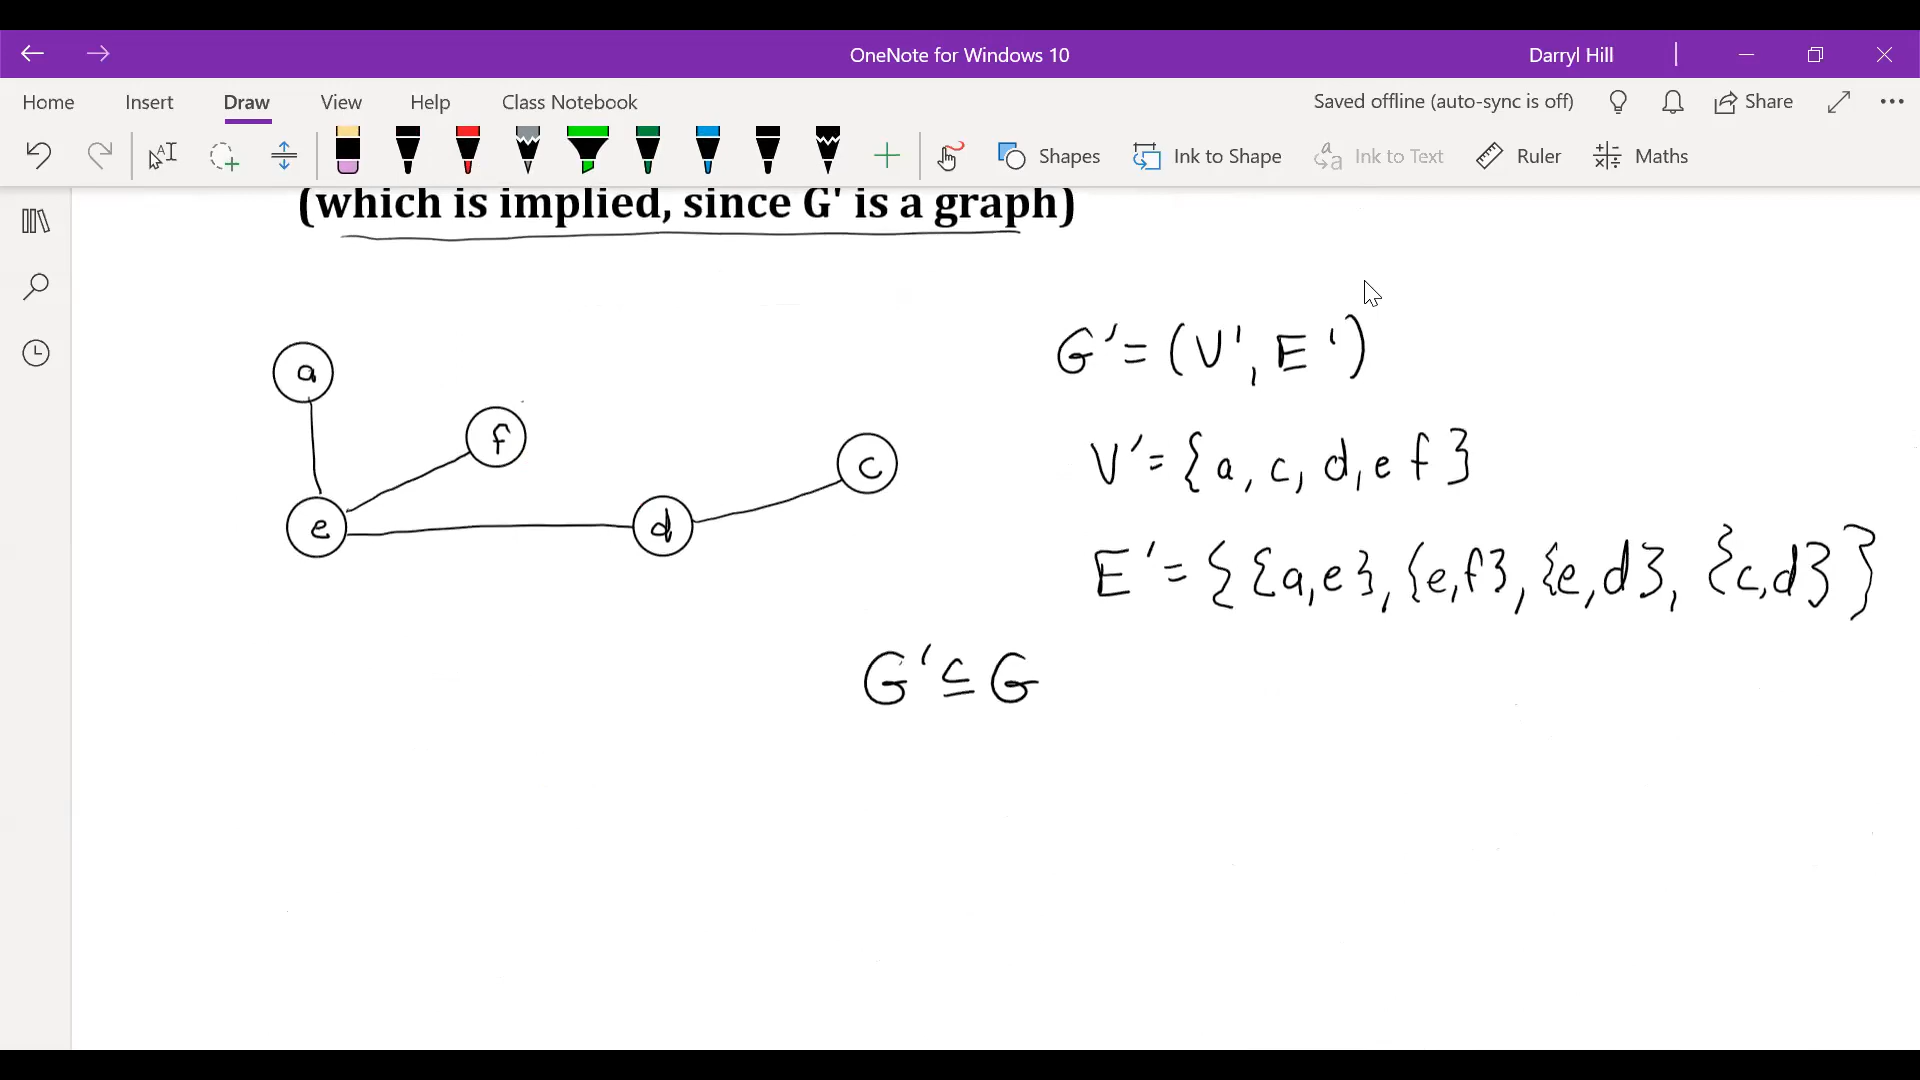 OneNote for Windows 10
Darryl Hill
Home Insert Draw View Help Class Notebook
Saved offline (auto-sync is off) Share
Shapes Ink to Shape Ink to Text Ruler Maths
(which is implied, since G' is a graph)
a
f
c
e
d
G' = (V', E')
V' = {a, c, d, e f}
E' = {{a,e}, {e,f}, {e,d}, {c,d}}
G' ⊆ G